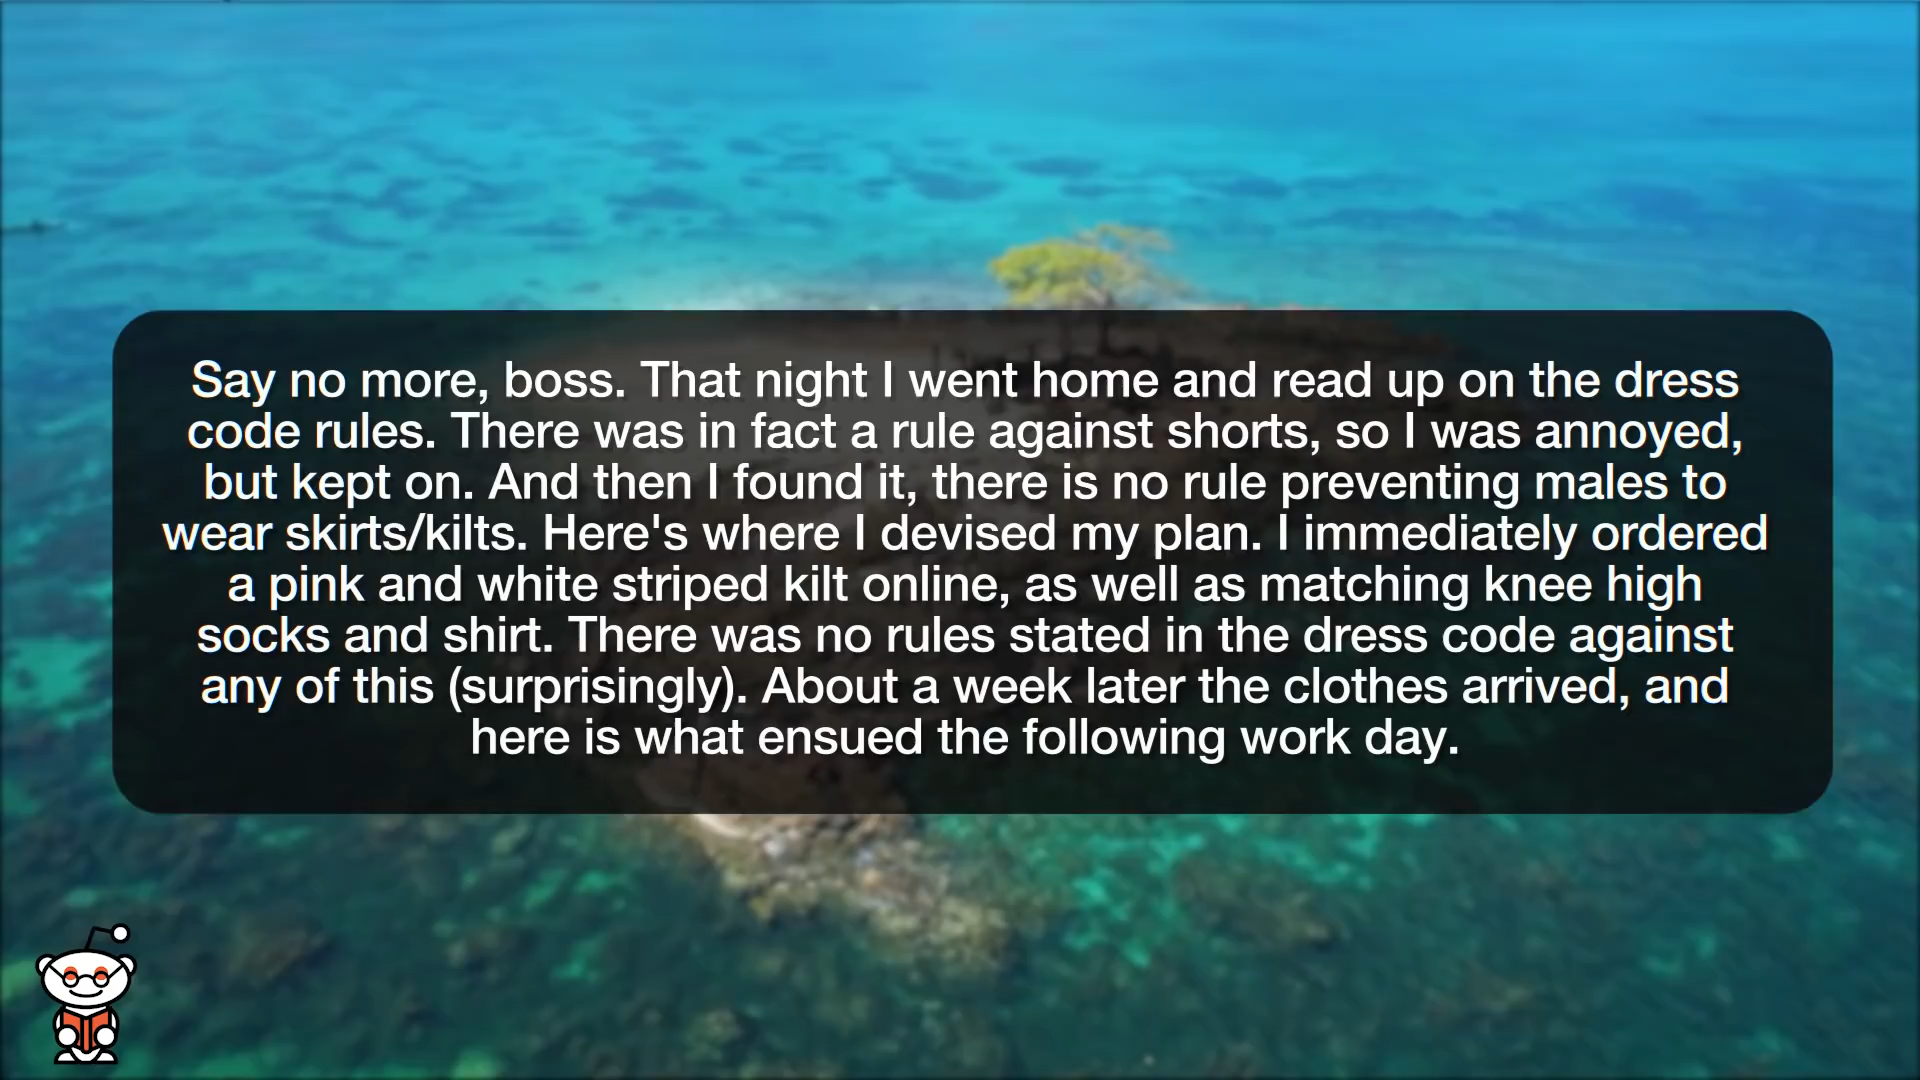 Say no more, boss. That night I went home and read up on the dress
code rules. There was in fact a rule against shorts, so I was annoyed,
but kept on. And then I found it, there is no rule preventing males to
wear skirts/kilts. Here's where I devised my plan. I immediately ordered
a pink and white striped kilt online, as well as matching knee high
socks and shirt. There was no rules stated in the dress code against
any of this (surprisingly). About a week later the clothes arrived, and
here is what ensued the following work day.